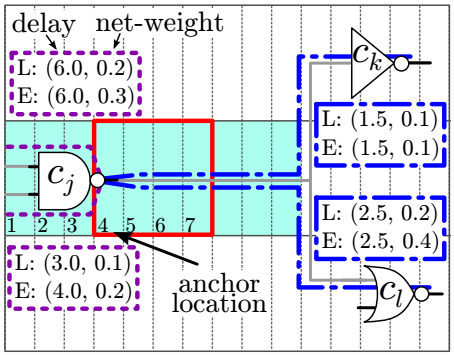 delay net-weight
L: (6.0, 0.2)
E: (6.0, 0.3)
c_k
L: (1.5, 0.1)
E: (1.5, 0.1)
c_j
1 2 3 4 5 6 7
L: (2.5, 0.2)
E: (2.5, 0.4)
L: (3.0, 0.1)
E: (4.0, 0.2)
anchor
location
c_l